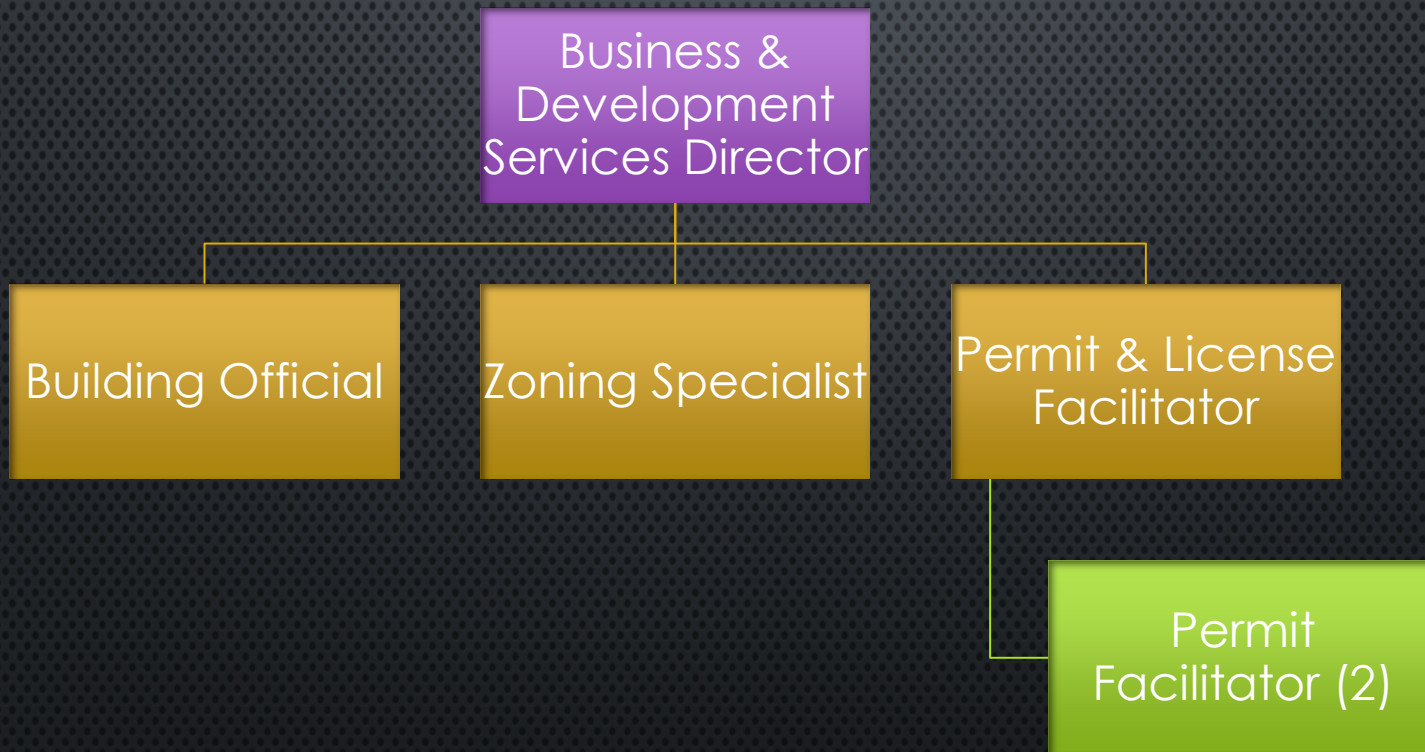 Business &
Development
Services Director
Building Official
Zoning Specialist
Permit & License
Facilitator
Permit
Facilitator (2)